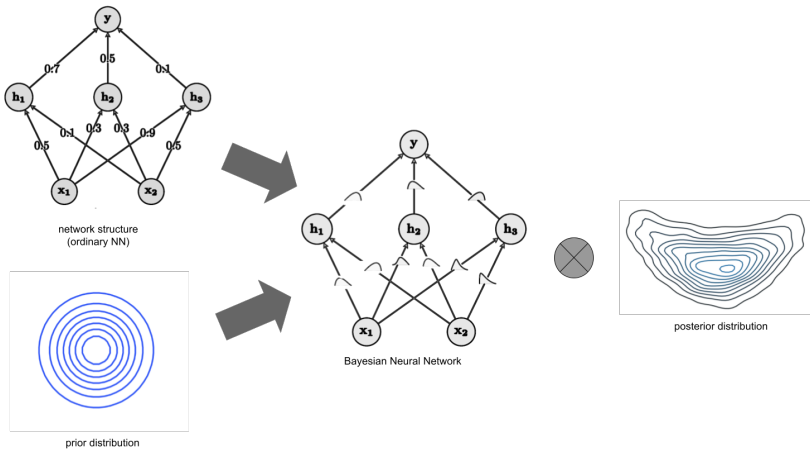 y
0.7
0.5
0.1
h1
h2
h3
0.5
0.1
0.3
0.3
0.9
0.5
x1
x2
network structure
(ordinary NN)
prior distribution
y
h1
h2
h3
x1
x2
Bayesian Neural Network
posterior distribution